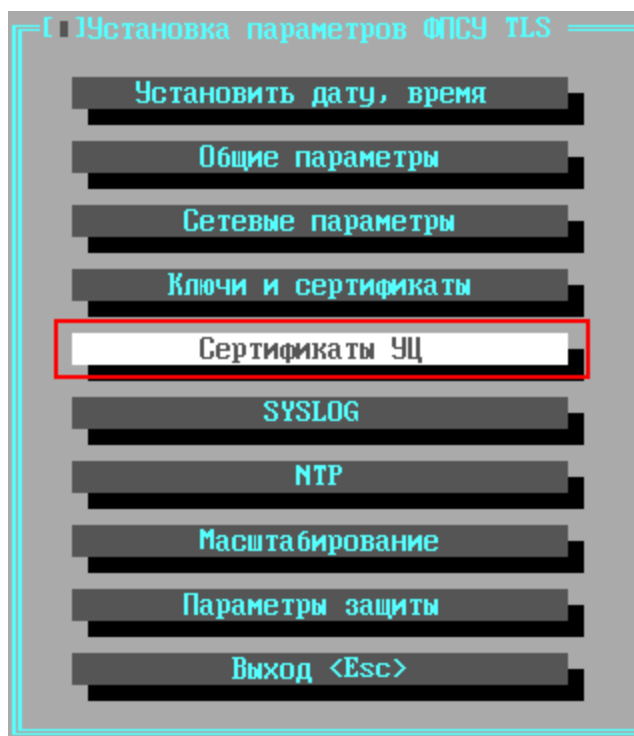 [▮]Установка параметров ФПСУ TLS
Установить дату, время
Общие параметры
Сетевые параметры
Ключи и сертификаты
Сертификаты УЦ
SYSLOG
NTP
Масштабирование
Параметры защиты
Выход <Esc>